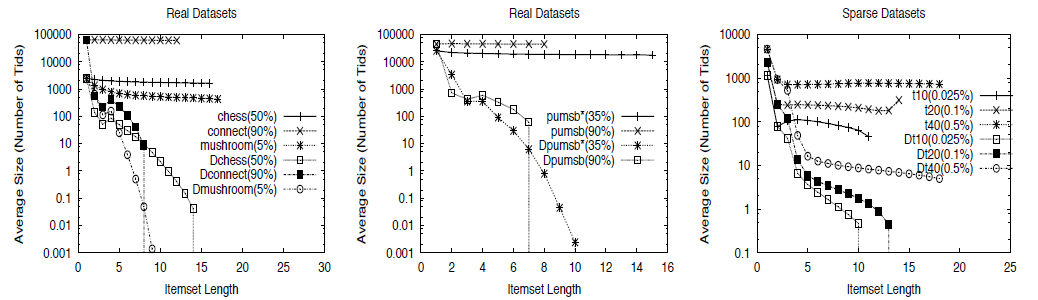 Real Datasets
Average Size (Number of Tids)
100000
10000
1000
100
10
1
0.1
0.01
0.001
0 5 10 15 20 25 30
Itemset Length
chess(50%)
connect(90%)
mushroom(5%)
Dchess(50%)
Dconnect(90%)
Dmushroom(5%)
Real Datasets
Average Size (Number of Tids)
100000
10000
1000
100
10
1
0.1
0.01
0.001
0 2 4 6 8 10 12 14 16
Itemset Length
pumsb*(35%)
pumsb(90%)
Dpumsb*(35%)
Dpumsb(90%)
Sparse Datasets
Average Size (Number of Tids)
10000
1000
100
10
1
0.1
0 5 10 15 20 25
Itemset Length
t10(0.025%)
t20(0.1%)
t40(0.5%)
Dt10(0.025%)
Dt20(0.1%)
Dt40(0.5%)